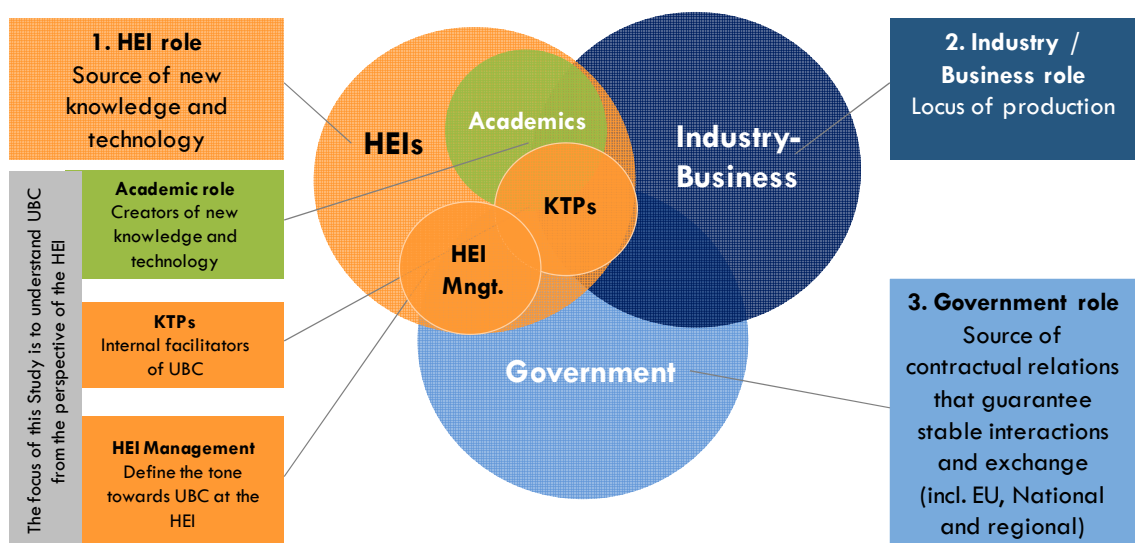 1. HEI role
Source of new
knowledge and
technology
The focus of this Study is to understand UBC
from the perspective of the HEI
Academic role
Creators of new
knowledge and
technology
KTPs
Internal facilitators
of UBC
HEI Management
Define the tone
towards UBC at the
HEI
HEIs
Academics
KTPs
HEI
Mngt.
Industry-
Business
Government
2. Industry /
Business role
Locus of production
3. Government role
Source of
contractual relations
that guarantee
stable interactions
and exchange
(incl. EU, National
and regional)